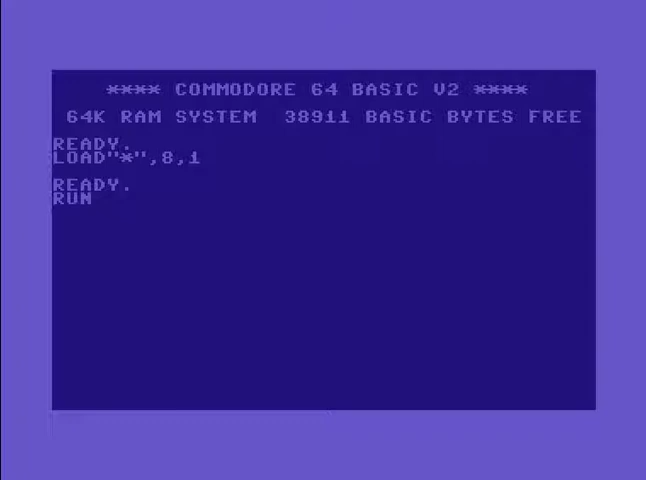 **** COMMODORE 64 BASIC V2 ****
64K RAM SYSTEM  38911 BASIC BYTES FREE
READY.
LOAD"*",8,1
READY.
RUN